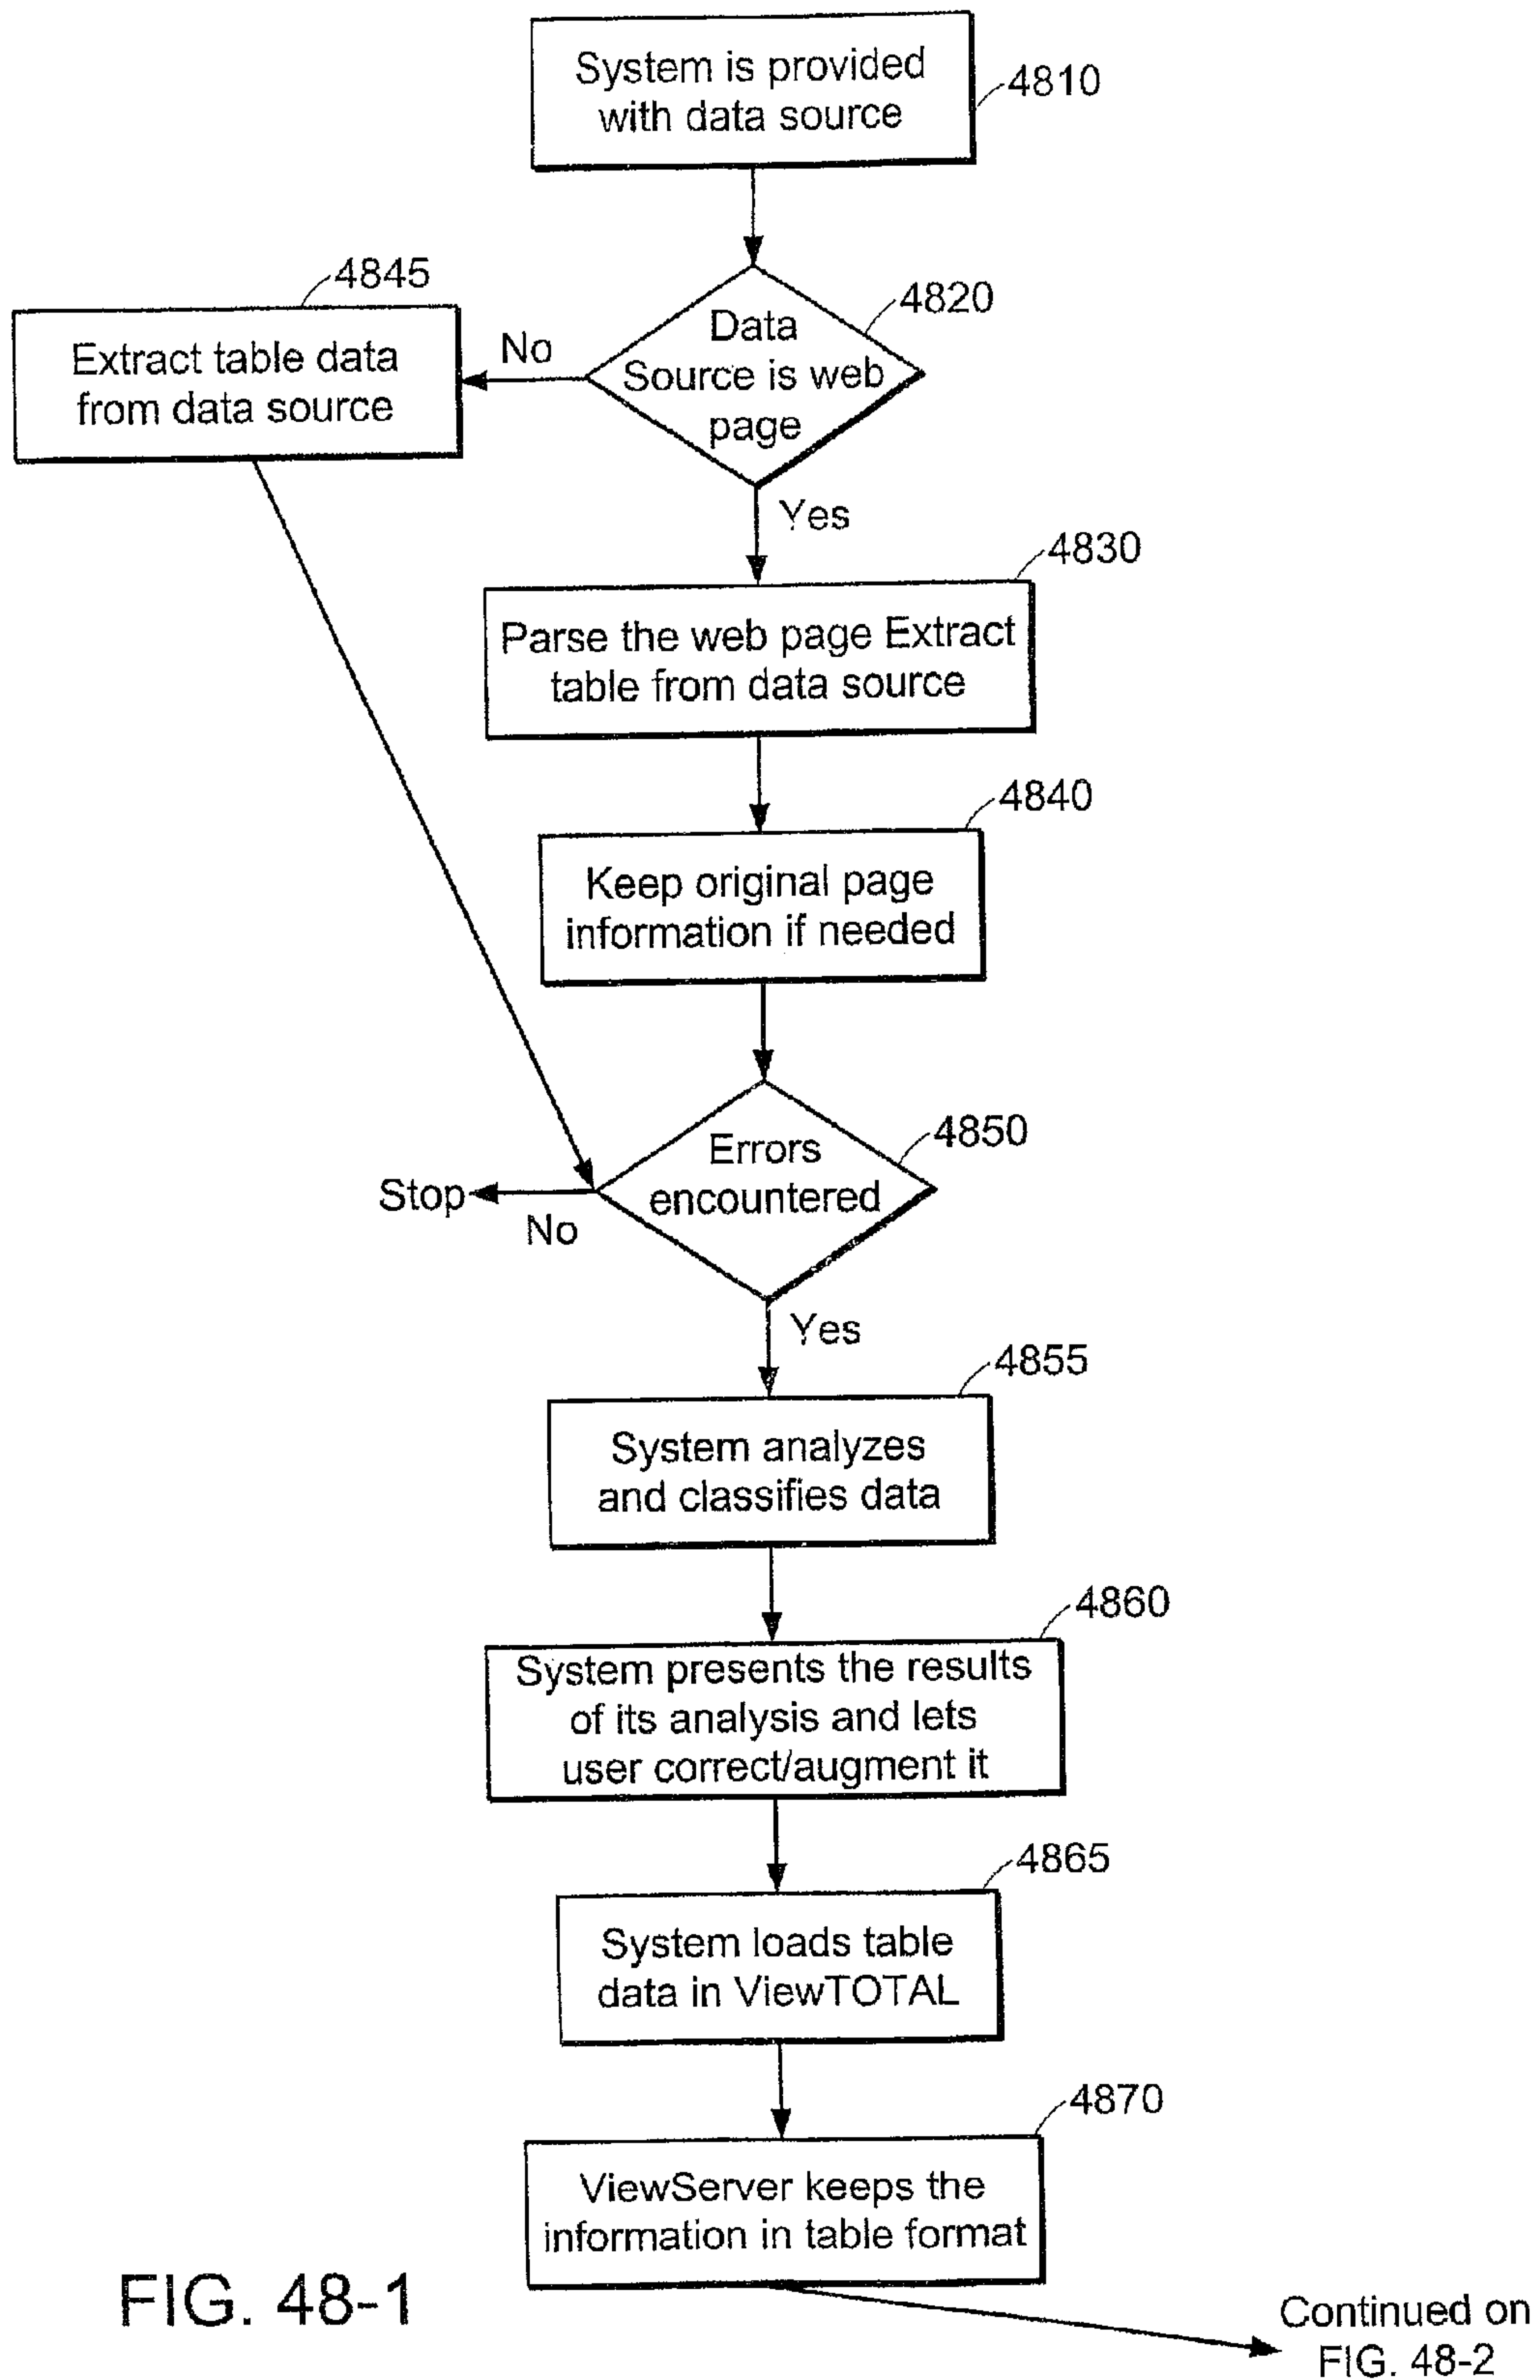 System is provided
with data source
4810
4845
4820
Extract table data
from data source
No
Data
Source is web
page
Yes
4830
Parse the web page Extract
table from data source
4840
Keep original page
information if needed
4850
Errors
encountered
Stop
No
Yes
4855
System analyzes
and classifies data
4860
System presents the results
of its analysis and lets
user correct/augment it
4865
System loads table
data in ViewTOTAL
4870
ViewServer keeps the
information in table format
FIG. 48-1
Continued on
FIG. 48-2